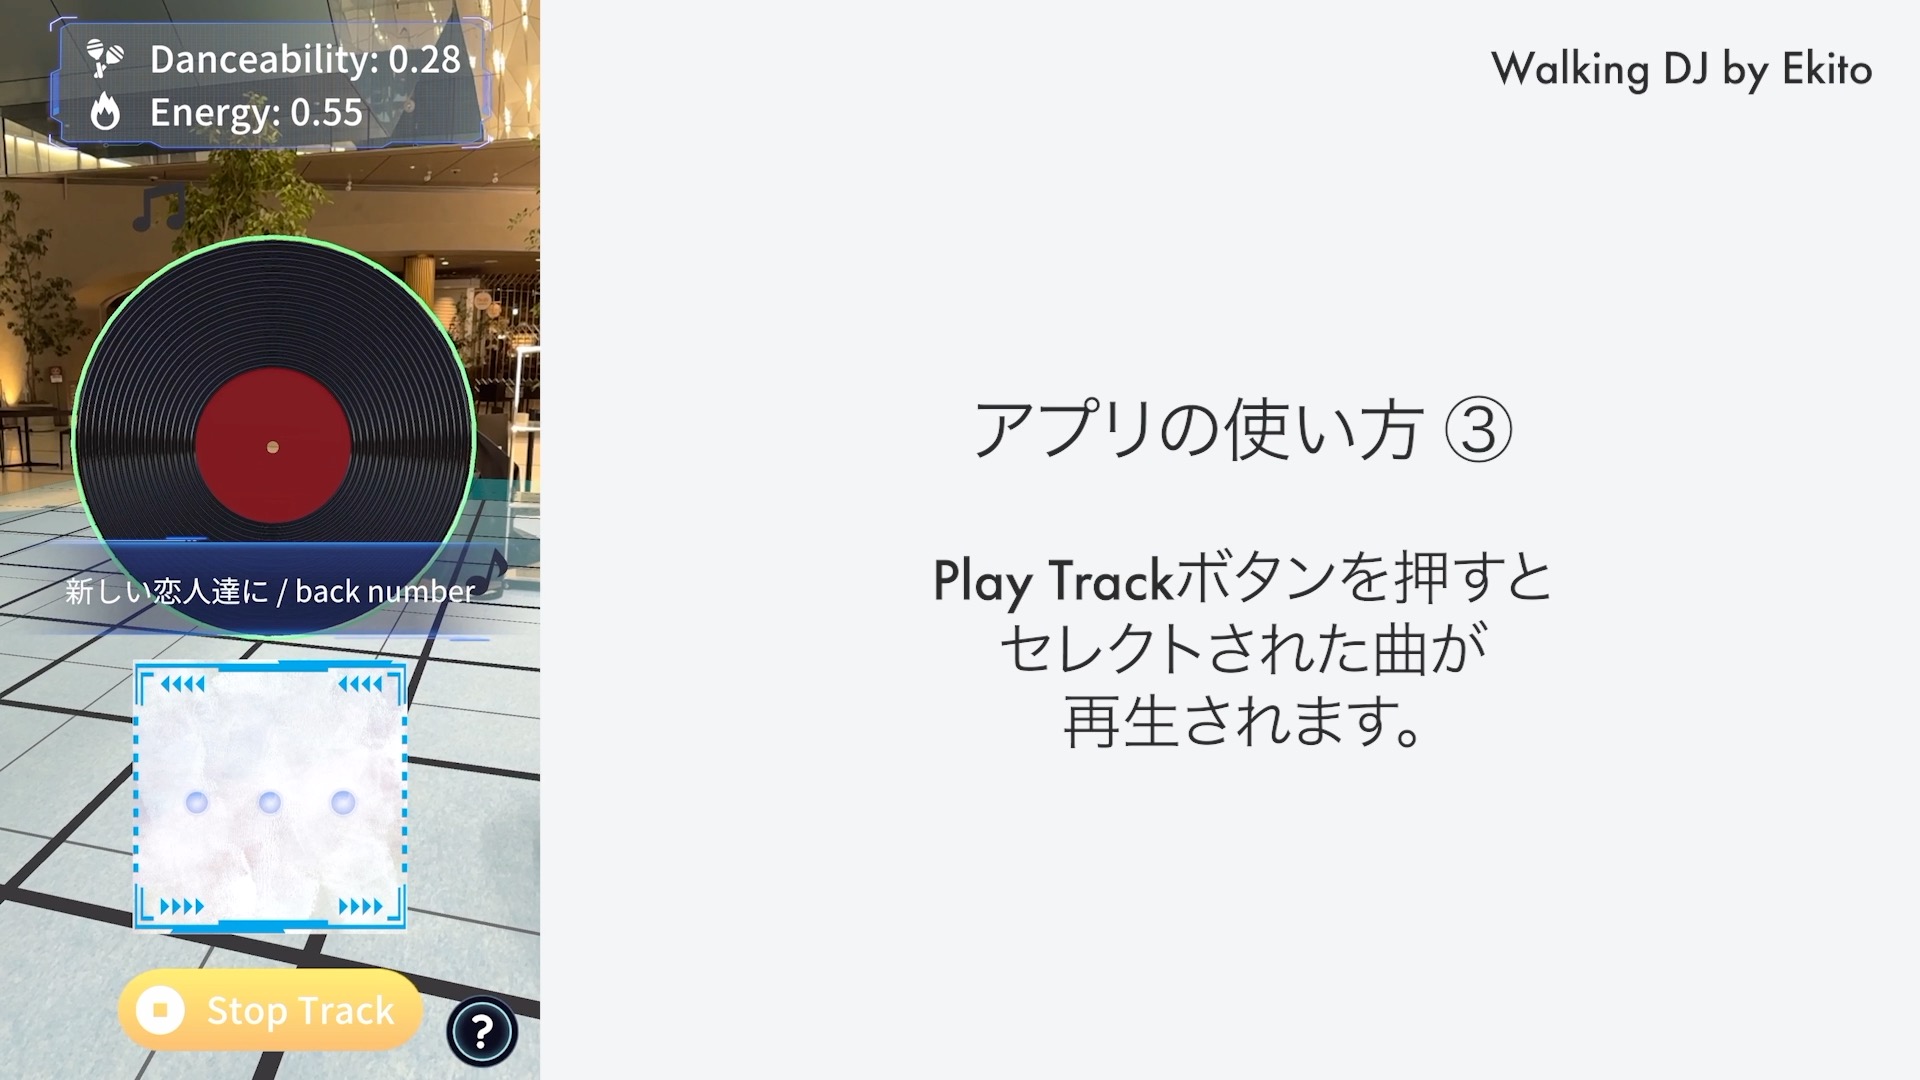 Danceability: 0.28
Energy: 0.55
新しい恋人達に / back number
Stop Track
?
Walking DJ by Ekito
アプリの使い方 ③
Play Trackボタンを押すと
セレクトされた曲が
再生されます。